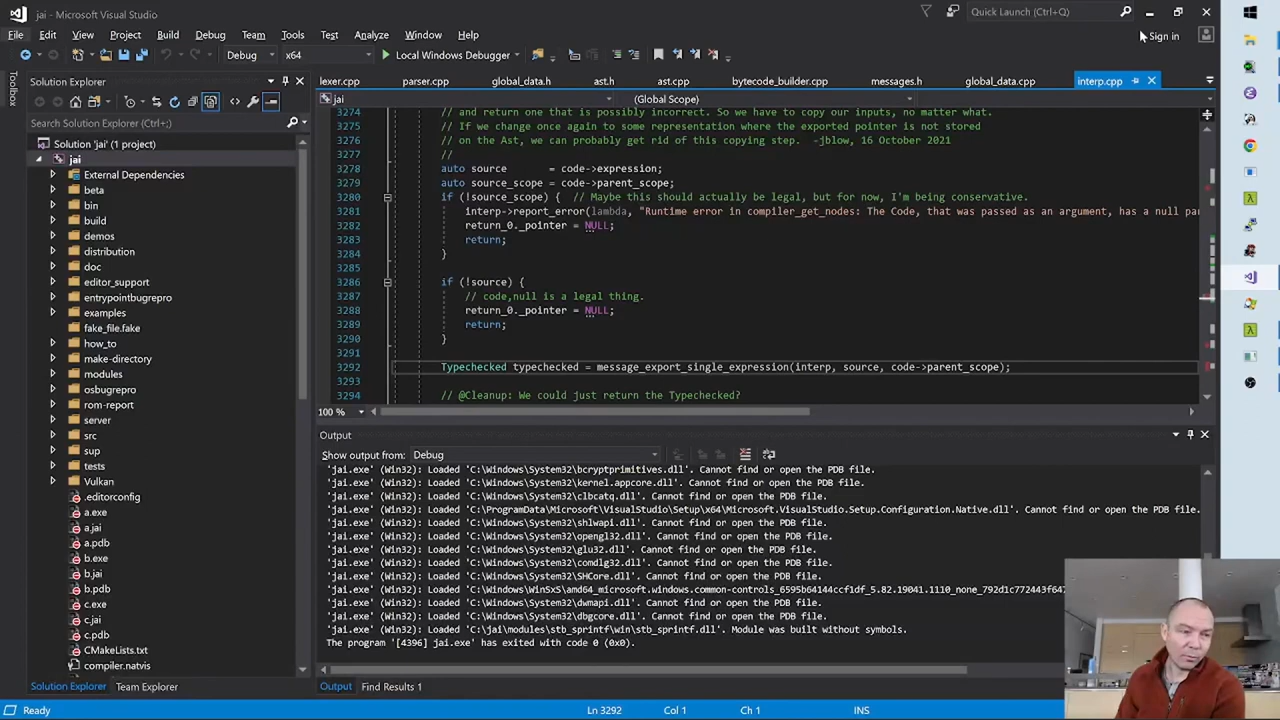 jai - Microsoft Visual Studio
Quick Launch (Ctrl+Q)
File Edit View Project Build Debug Team Tools Test Analyze Window Help
Sign in
Debug x64 Local Windows Debugger
Toolbox
Solution Explorer
Search Solution Explorer (Ctrl+;)
Solution 'jai' (1 project)
jai
External Dependencies
beta
bin
build
demos
distribution
doc
editor_support
entrypointbugrepro
examples
fake_file.fake
how_to
make-directory
modules
osbugrepro
rom-report
server
src
sup
tests
Vulkan
.editorconfig
a.exe
a.jai
a.pdb
b.exe
b.jai
b.pdb
c.exe
c.jai
c.pdb
CMakeLists.txt
compiler.natvis
Solution Explorer Team Explorer
lexer.cpp parser.cpp global_data.h ast.h ast.cpp bytecode_builder.cpp messages.h global_data.cpp interp.cpp
jai (Global Scope)
3274 // and return one that is possibly incorrect. So we have to copy our inputs, no matter what.
3275 // If we change once again to some representation where the exported pointer is not stored
3276 // on the Ast, we can probably get rid of this copying step. -jblow, 16 October 2021
3277 //
3278 auto source = code->expression;
3279 auto source_scope = code->parent_scope;
3280 if (!source_scope) { // Maybe this should actually be legal, but for now, I'm being conservative.
3281 interp->report_error(lambda, "Runtime error in compiler_get_nodes: The Code, that was passed as an argument, has a null pa
3282 return_0._pointer = NULL;
3283 return;
3284 }
3285
3286 if (!source) {
3287 // code,null is a legal thing.
3288 return_0._pointer = NULL;
3289 return;
3290 }
3291
3292 Typechecked typechecked = message_export_single_expression(interp, source, code->parent_scope);
3293
3294 // @Cleanup: We could just return the Typechecked?
100 %
Output
Show output from: Debug
'jai.exe' (Win32): Loaded 'C:\Windows\System32\bcryptprimitives.dll'. Cannot find or open the PDB file.
'jai.exe' (Win32): Loaded 'C:\Windows\System32\kernel.appcore.dll'. Cannot find or open the PDB file.
'jai.exe' (Win32): Loaded 'C:\Windows\System32\clbcatq.dll'. Cannot find or open the PDB file.
'jai.exe' (Win32): Loaded 'C:\ProgramData\Microsoft\VisualStudio\Setup\x64\Microsoft.VisualStudio.Setup.Configuration.Native.dll'. Cannot find or open the PDB file.
'jai.exe' (Win32): Loaded 'C:\Windows\System32\shlwapi.dll'. Cannot find or open the PDB file.
'jai.exe' (Win32): Loaded 'C:\Windows\System32\opengl32.dll'. Cannot find or open the PDB file.
'jai.exe' (Win32): Loaded 'C:\Windows\System32\glu32.dll'. Cannot find or open the PDB file.
'jai.exe' (Win32): Loaded 'C:\Windows\System32\comdlg32.dll'. Cannot find or open the PDB file.
'jai.exe' (Win32): Loaded 'C:\Windows\System32\SHCore.dll'. Cannot find or open the PDB file.
'jai.exe' (Win32): Loaded 'C:\Windows\WinSxS\amd64_microsoft.windows.common-controls_6595b64144ccf1df_5.82.19041.1110_none_792d1c772443f647
'jai.exe' (Win32): Loaded 'C:\Windows\System32\dwmapi.dll'. Cannot find or open the PDB file.
'jai.exe' (Win32): Loaded 'C:\Windows\System32\dbgcore.dll'. Cannot find or open the PDB file.
'jai.exe' (Win32): Loaded 'C:\jai\modules\stb_sprintf\win\stb_sprintf.dll'. Module was built without symbols.
The program '[4396] jai.exe' has exited with code 0 (0x0).
Output Find Results 1
Ready Ln 3292 Col 1 Ch 1 INS